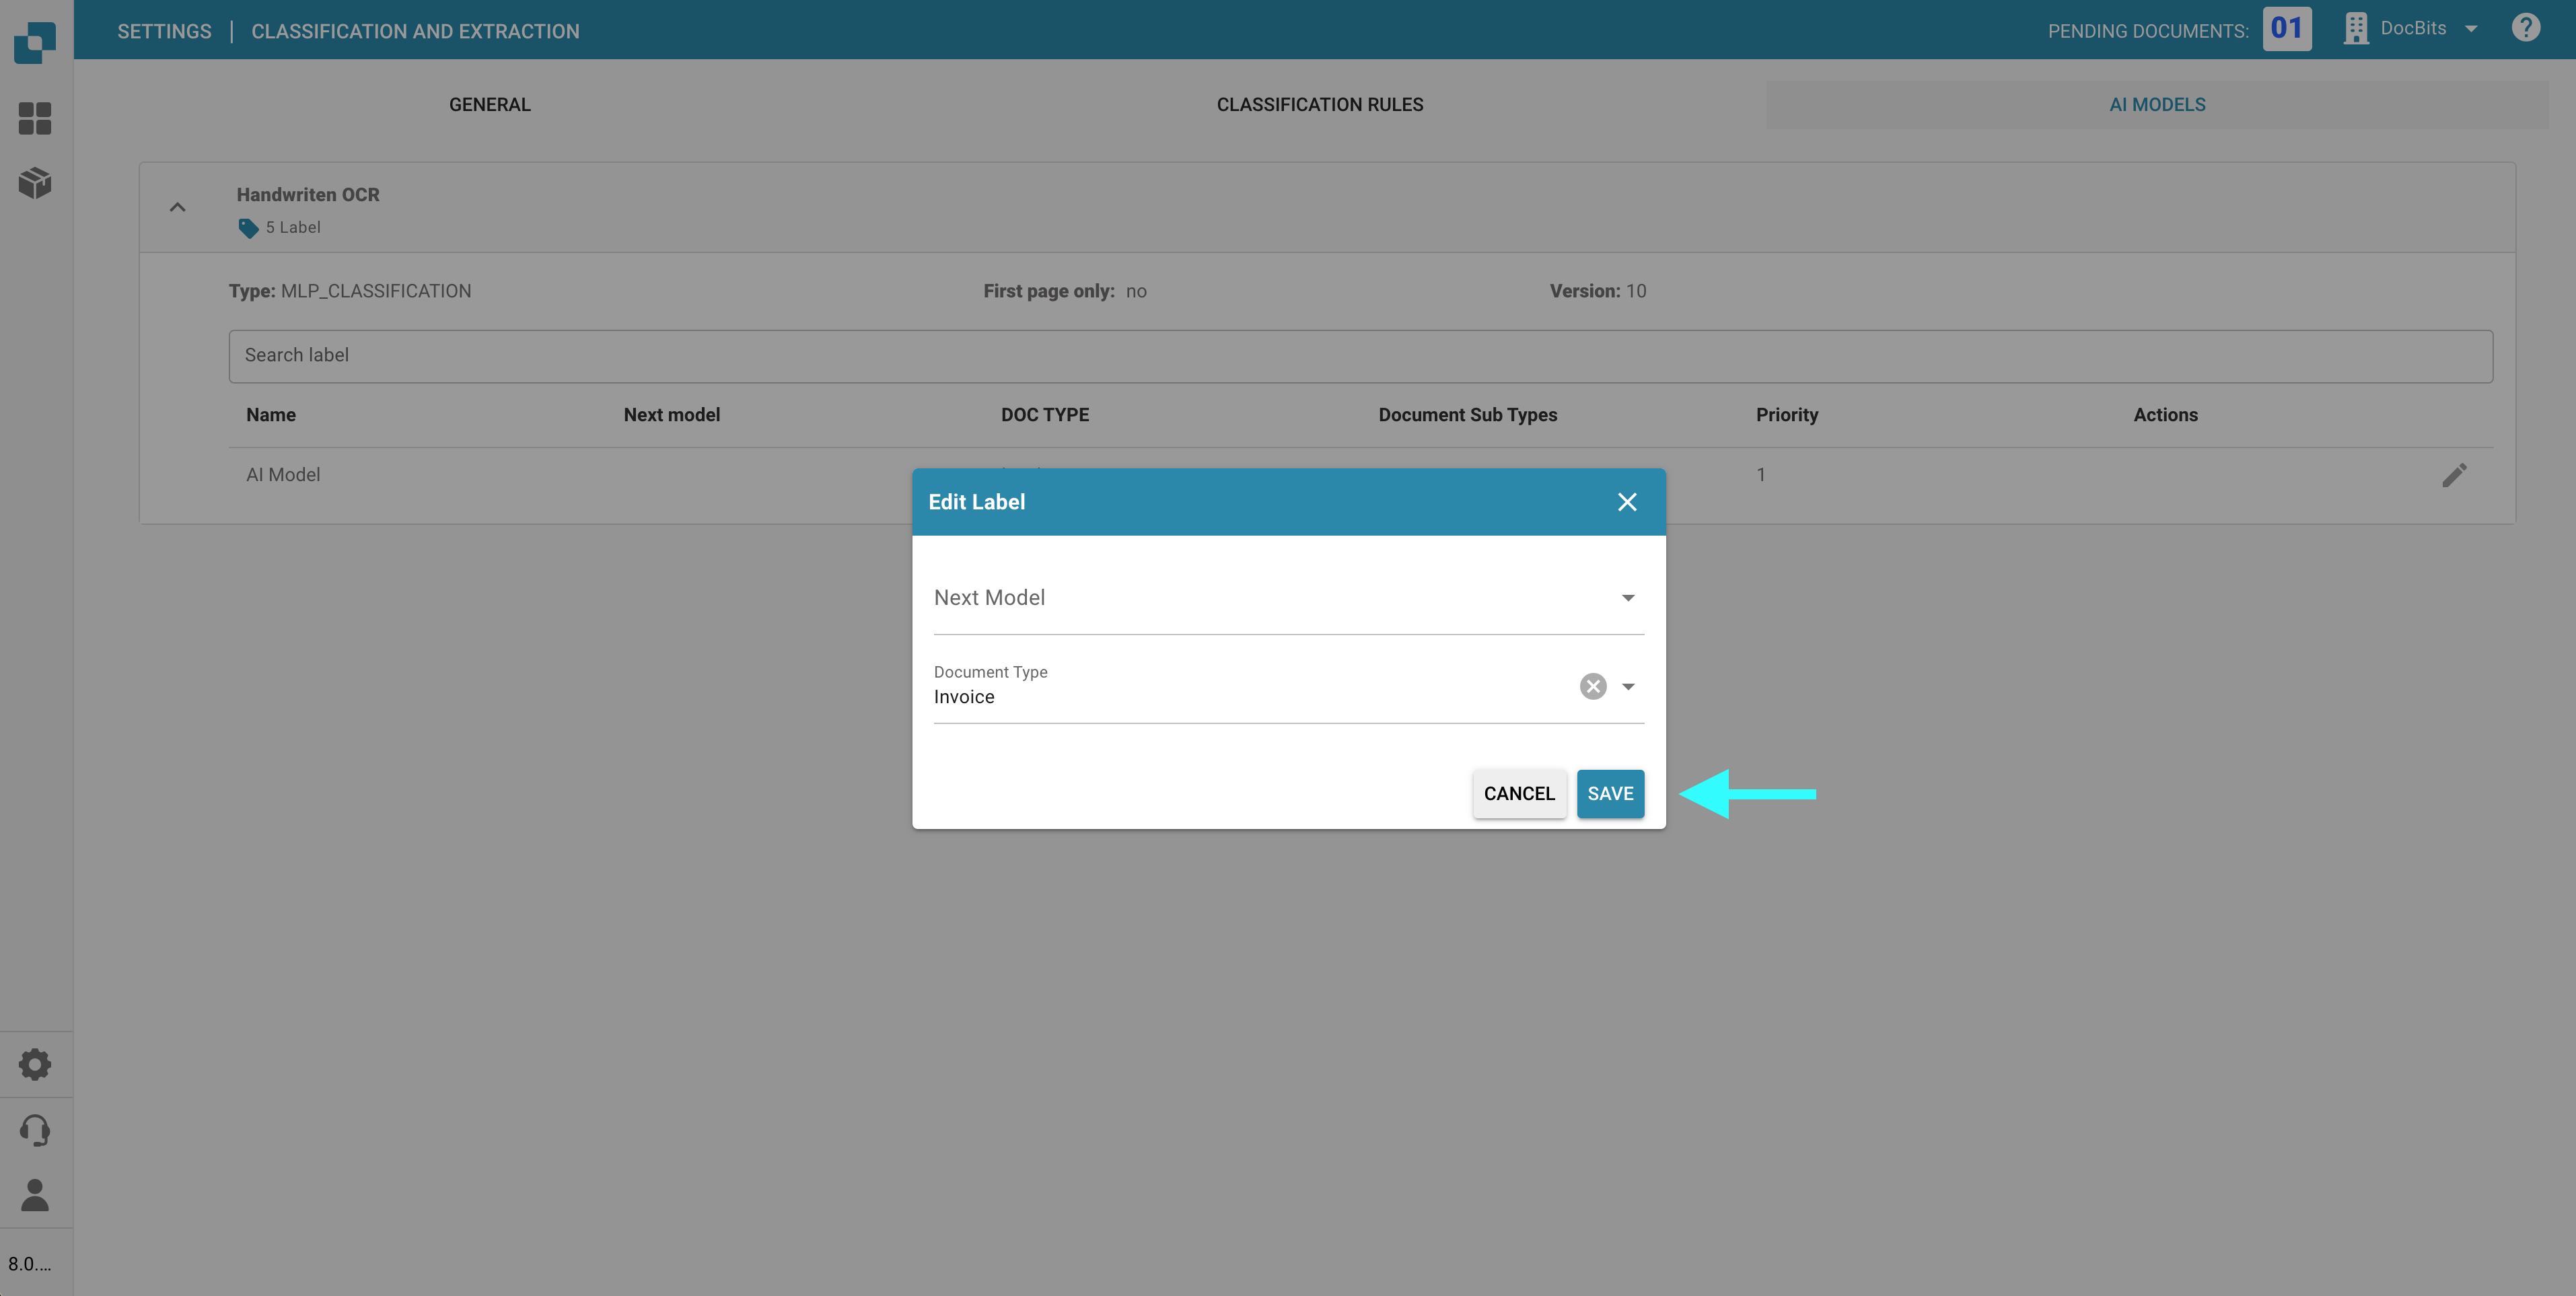 SETTINGS | CLASSIFICATION AND EXTRACTION
PENDING DOCUMENTS: 01 DocBits
GENERAL CLASSIFICATION RULES AI MODELS
Handwriten OCR
5 Label
Type: MLP_CLASSIFICATION First page only: no Version: 10
Search label
Name Next model DOC TYPE Document Sub Types Priority Actions
AI Model 1
Edit Label
Next Model
Document Type
Invoice
CANCEL SAVE
8.0....